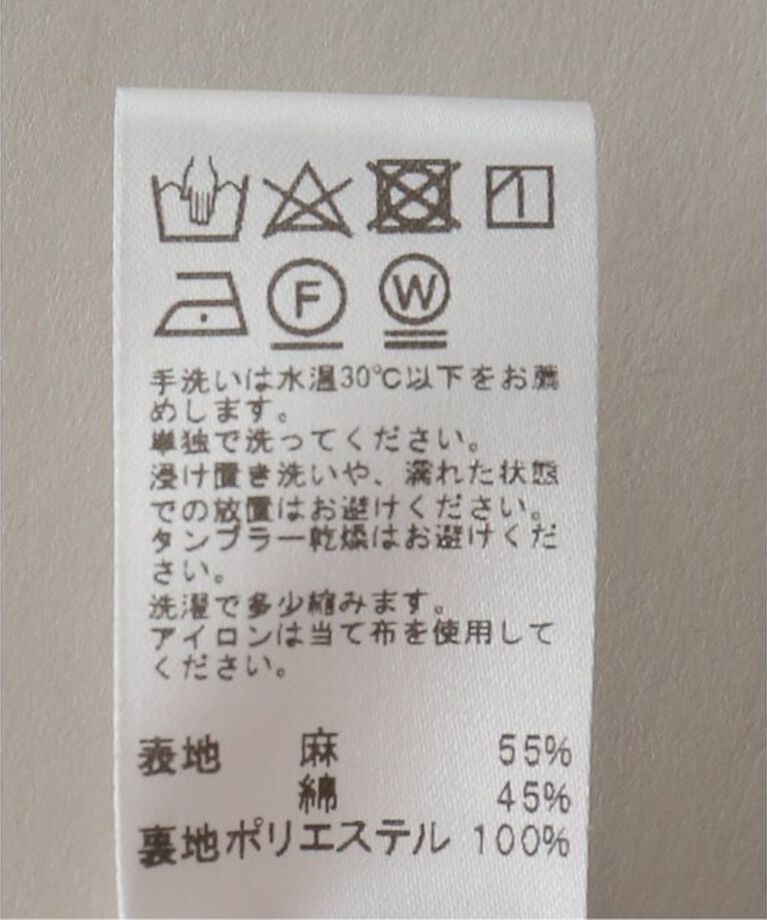 F W
手洗いは水温30℃以下をお薦
めします。
単独で洗ってください。
浸け置き洗いや、濡れた状態
での放置はお避けください。
タンブラー乾燥はお避けくだ
さい。
洗濯で多少縮みます。
アイロンは当て布を使用して
ください。
表地 麻 55%
綿 45%
裏地ポリエステル 100%